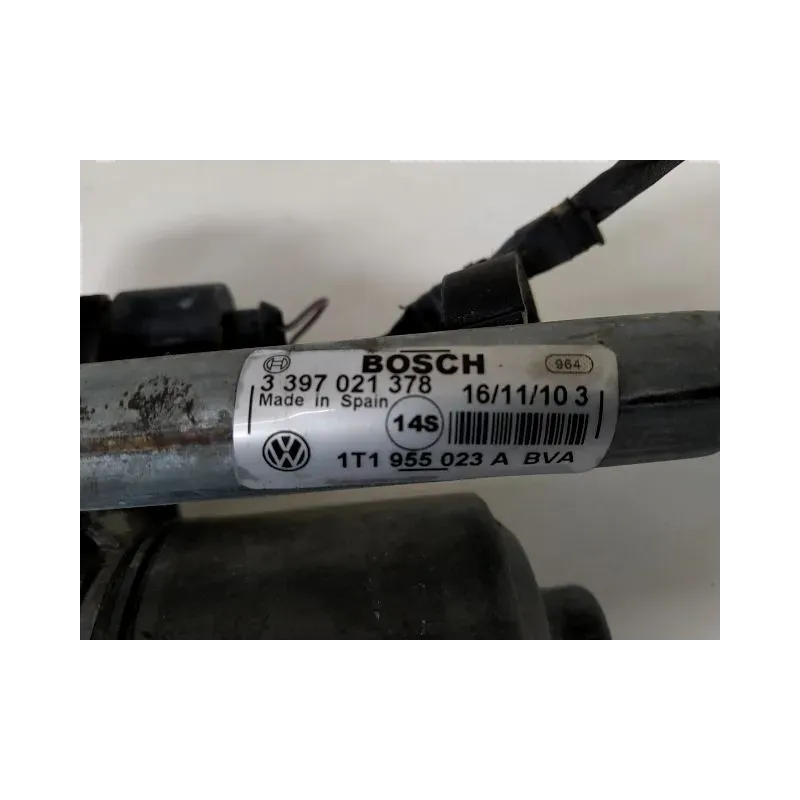 BOSCH 964
3 397 021 378 16/11/10 3
Made in Spain
14S
1T1 955 023 A BVA